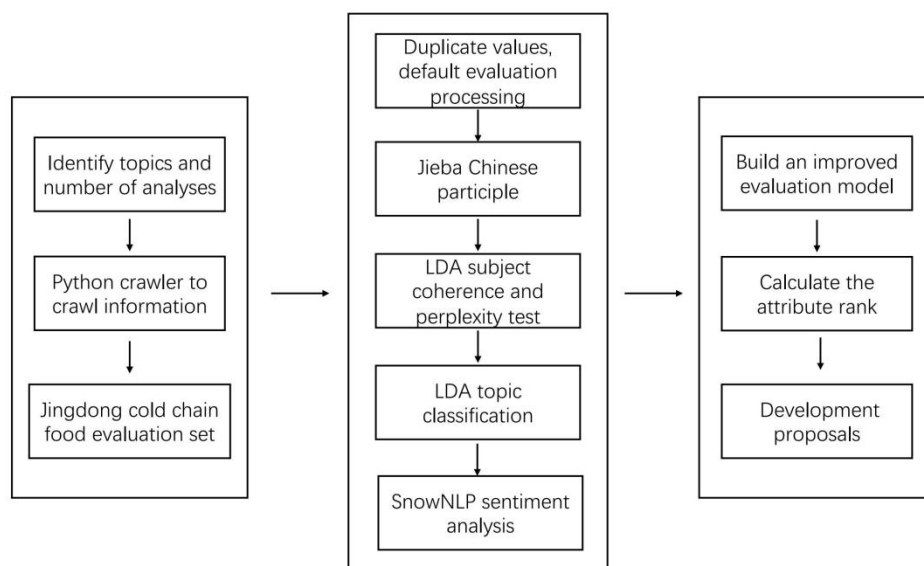 Identify topics and
number of analyses
Python crawler to
crawl information
Jingdong cold chain
food evaluation set
Duplicate values,
default evaluation
processing
Jieba Chinese
participle
LDA subject
coherence and
perplexity test
LDA topic
classification
SnowNLP sentiment
analysis
Build an improved
evaluation model
Calculate the
attribute rank
Development
proposals